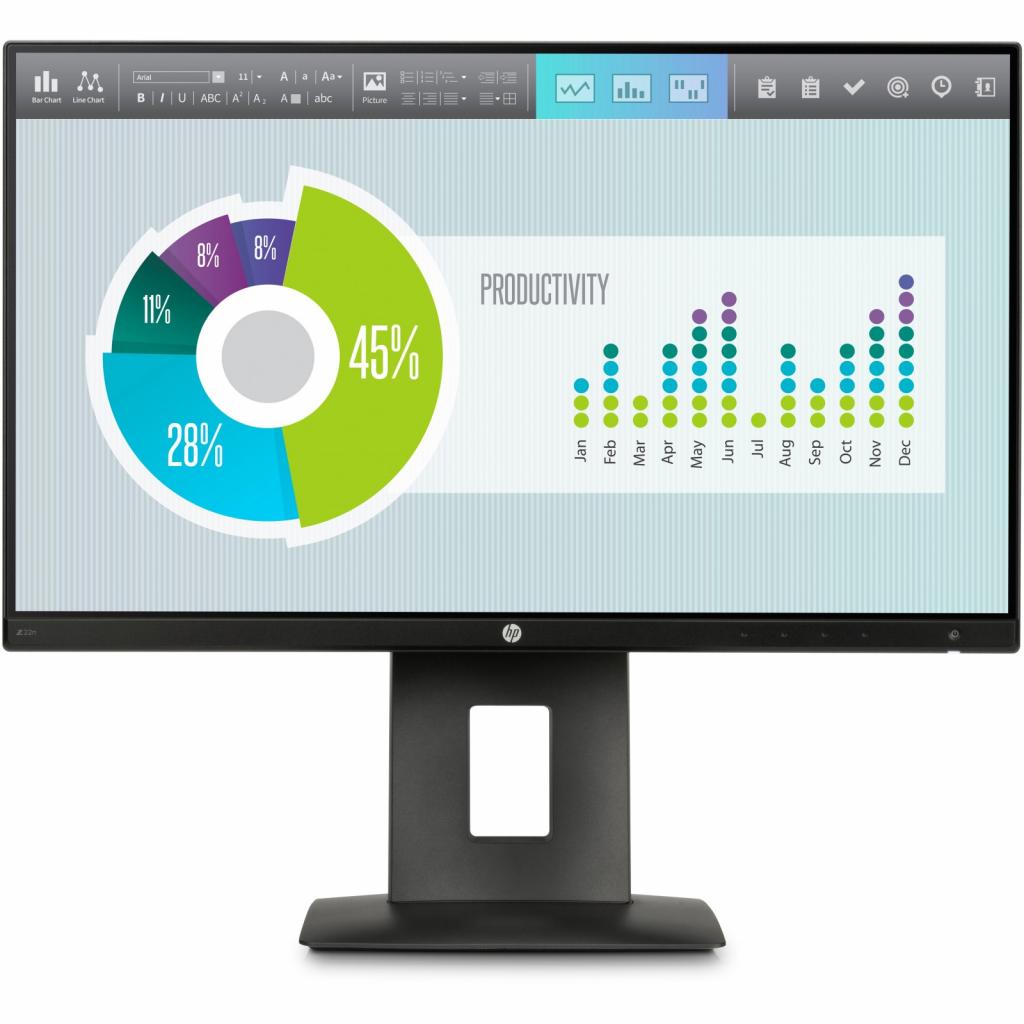 Bar Chart Line Chart Arial 11 A a Aa Picture
B I U ABC A² A₂ A abc
8% 8%
11%
45%
28%
PRODUCTIVITY
Jan Feb Mar Apr May Jun Jul Aug Sep Oct Nov Dec
Z22n hp